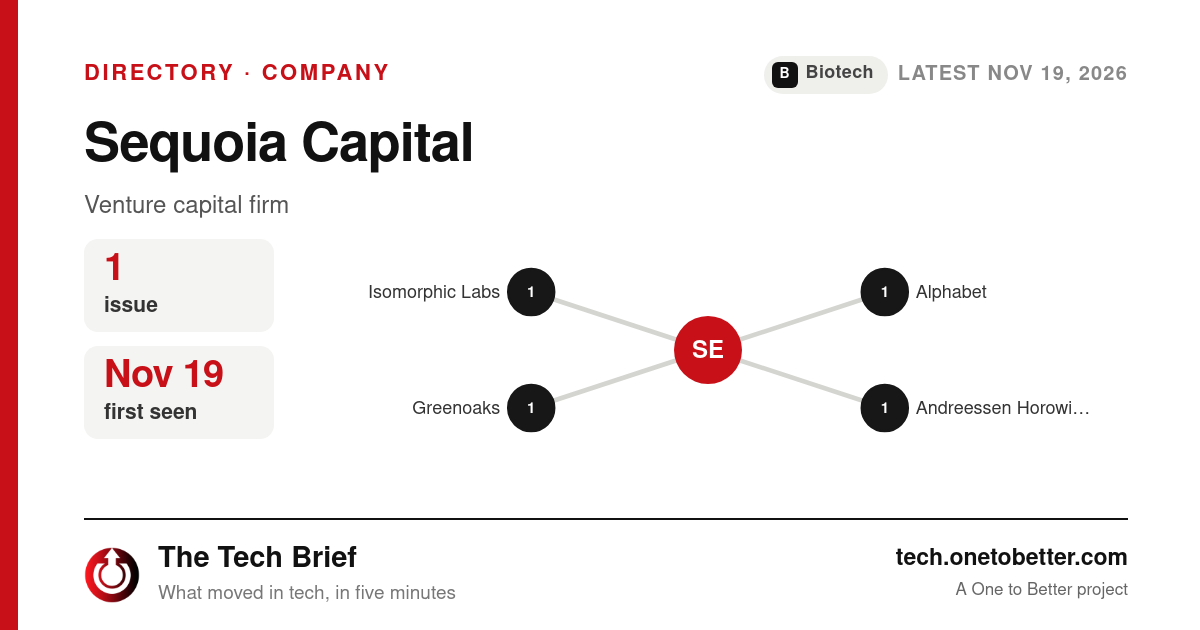 DIRECTORY · COMPANY
B Biotech LATEST NOV 19, 2026
Sequoia Capital
Venture capital firm
1
issue
Nov 19
first seen
Isomorphic Labs 1
1 Alphabet
SE
Greenoaks 1
1 Andreessen Horowi…
The Tech Brief
What moved in tech, in five minutes
tech.onetobetter.com
A One to Better project